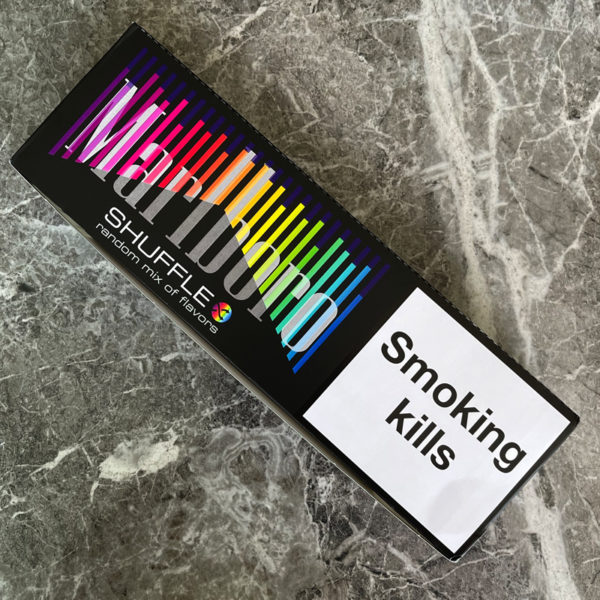 Marlboro
SHUFFLE
random mix of flavors
Smoking
kills